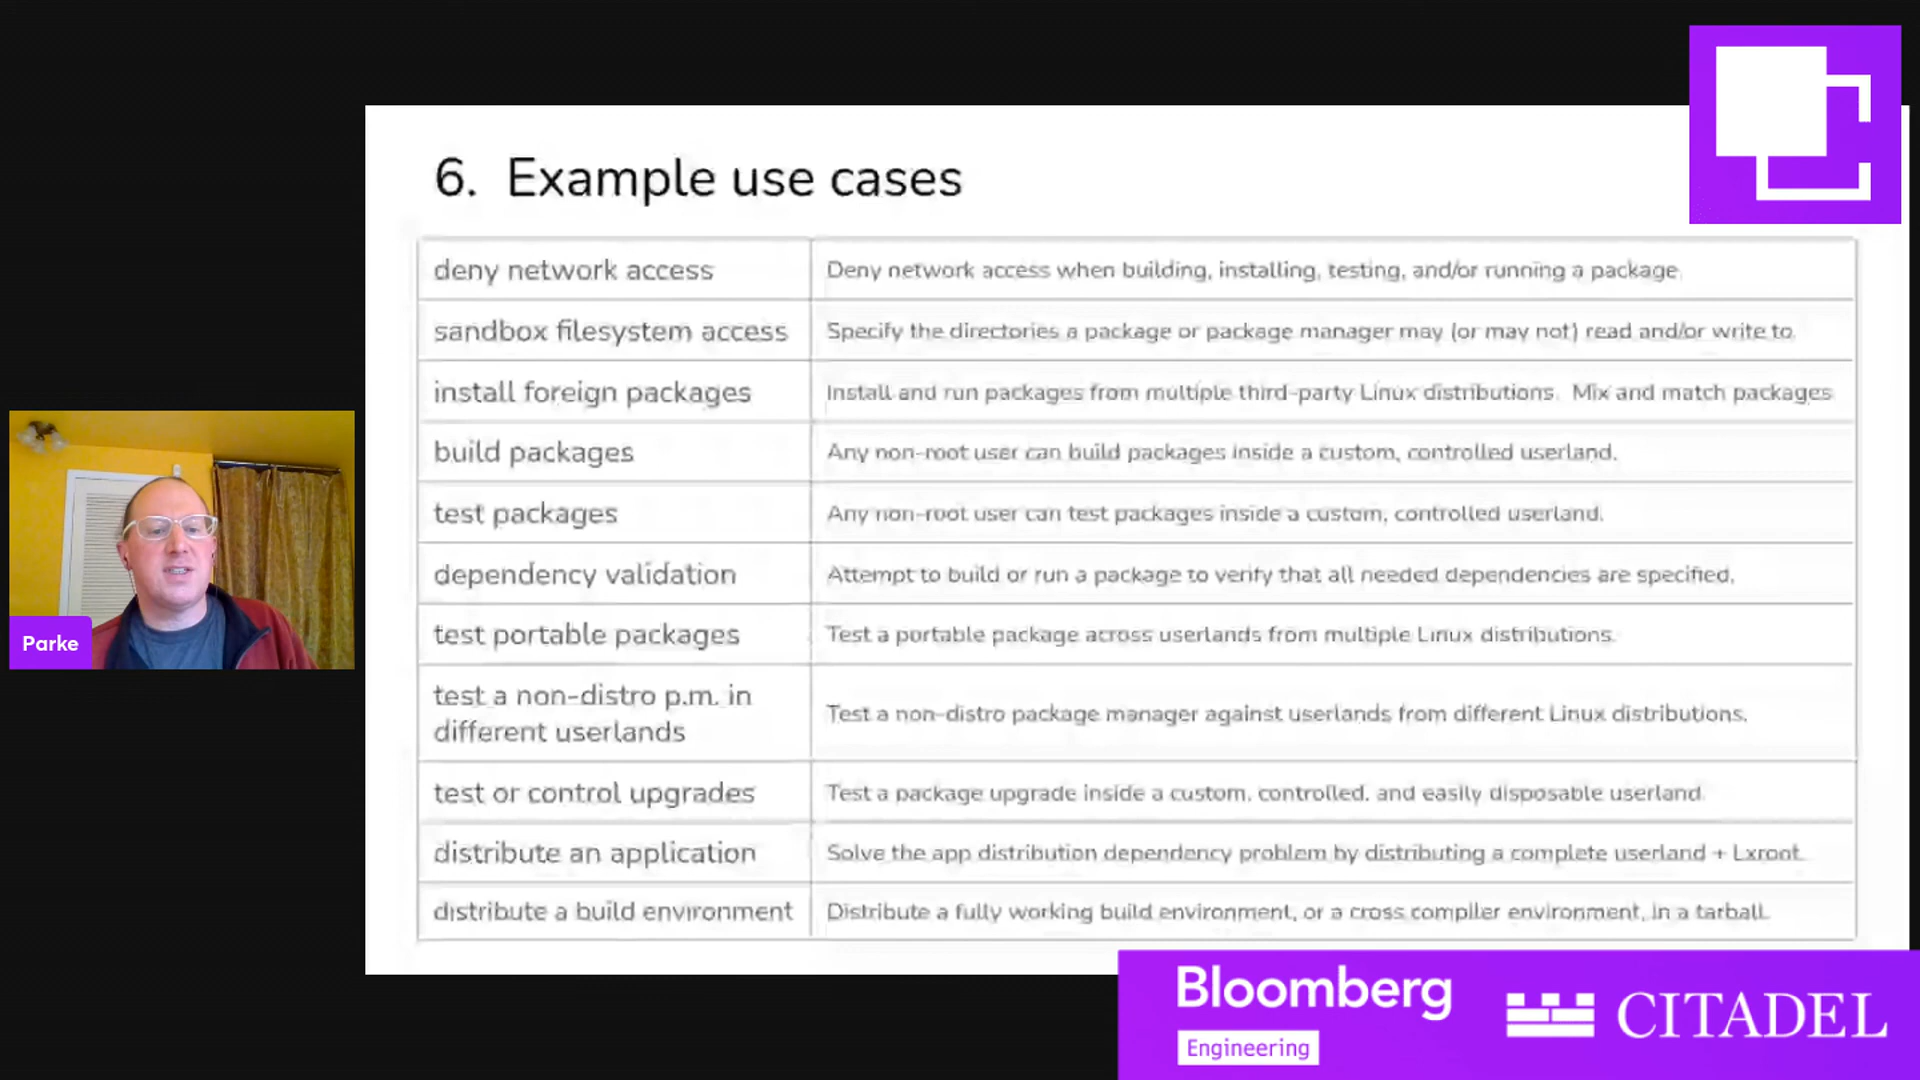 6. Example use cases
deny network access
Deny network access when building, installing, testing, and/or running a package.
sandbox filesystem access
Specify the directories a package or package manager may (or may not) read and/or write to.
install foreign packages
Install and run packages from multiple third-party Linux distributions. Mix and match packages
build packages
Any non-root user can build packages inside a custom, controlled userland.
test packages
Any non-root user can test packages inside a custom, controlled userland.
dependency validation
Attempt to build or run a package to verify that all needed dependencies are specified.
test portable packages
Test a portable package across userlands from multiple Linux distributions.
test a non-distro p.m. in
different userlands
Test a non-distro package manager against userlands from different Linux distributions.
test or control upgrades
Test a package upgrade inside a custom, controlled, and easily disposable userland.
distribute an application
Solve the app distribution dependency problem by distributing a complete userland + Lxroot.
distribute a build environment
Distribute a fully working build environment, or a cross compiler environment, in a tarball.
Parke
Bloomberg
Engineering
CITADEL